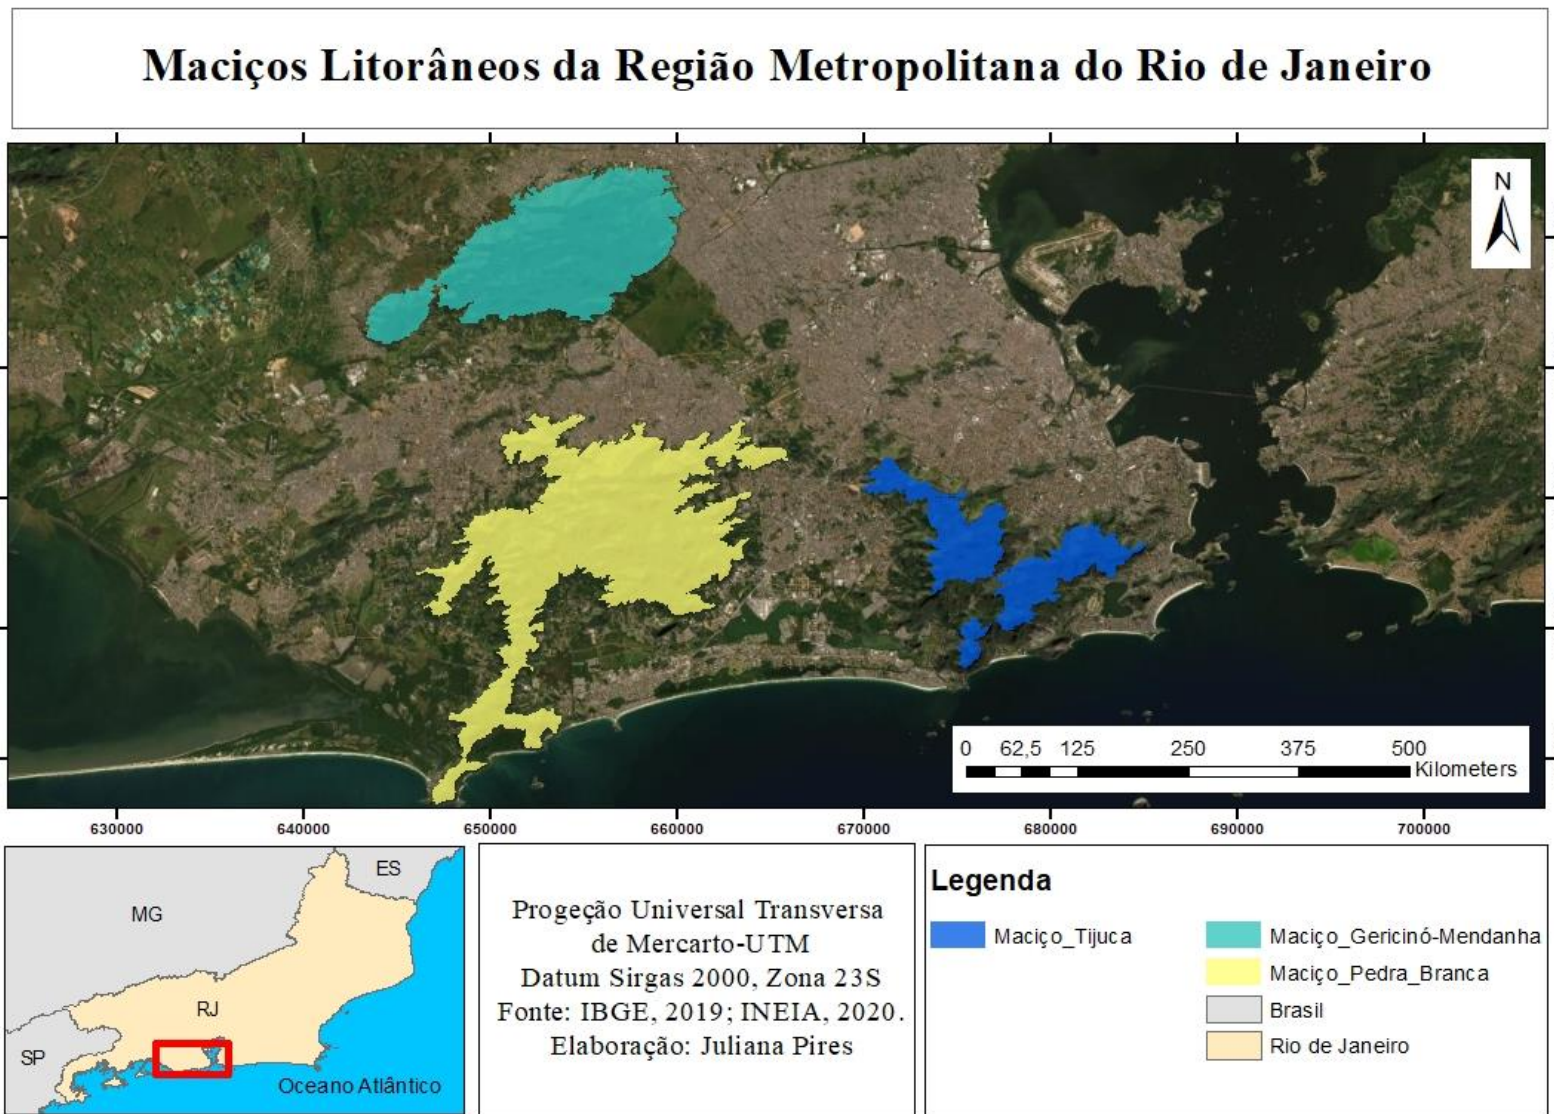 Maciços Litorâneos da Região Metropolitana do Rio de Janeiro
N
0 62,5 125 250 375 500
Kilometers
630000 640000 650000 660000 670000 680000 690000 700000
MG
ES
RJ
SP
Oceano Atlântico
Progeção Universal Transversa
de Mercarto-UTM
Datum Sirgas 2000, Zona 23S
Fonte: IBGE, 2019; INEIA, 2020.
Elaboração: Juliana Pires
Legenda
Maciço_Tijuca
Maciço_Gericinó-Mendanha
Maciço_Pedra_Branca
Brasil
Rio de Janeiro